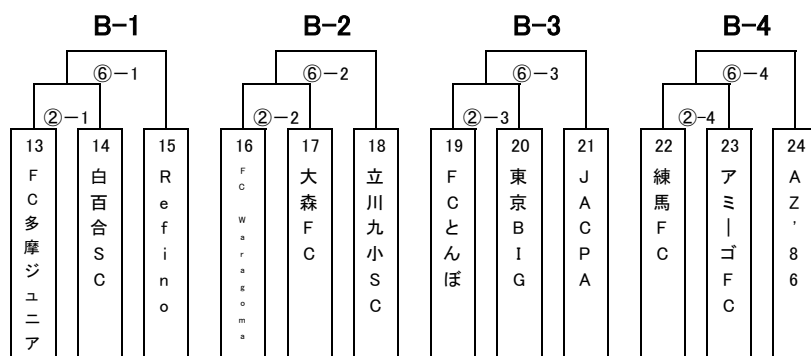 B-1 B-2 B-3 B-4
⑥-1 ⑥-2 ⑥-3 ⑥-4
②-1 ②-2 ②-3 ②-4
13 14 15 16 17 18 19 20 21 22 23 24
FC多摩ジュニア
白百合SC
Refino
FC Waragoma
大森FC
立川九小SC
FCとんぼ
東京BIG
JACPA
練馬FC
アミーゴFC
AZ'86